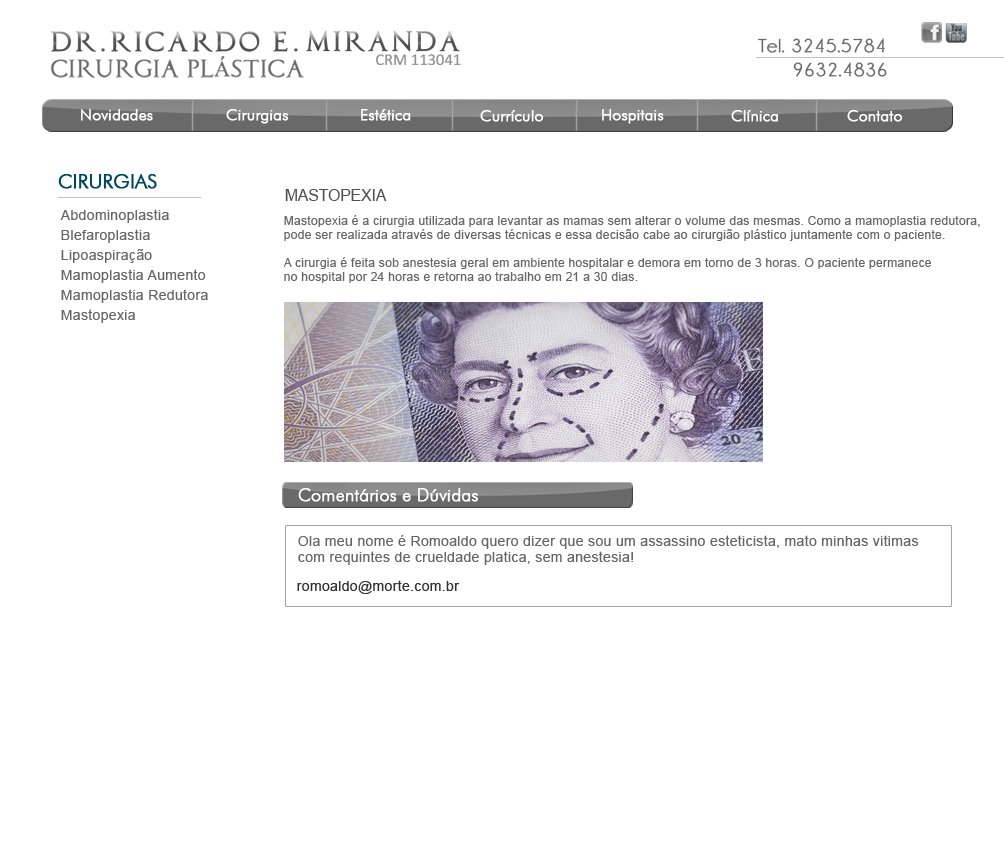 DR. RICARDO E. MIRANDA
CIRURGIA PLÁSTICA
CRM 113041
Tel. 3245.5784
9632.4836
f
You Tube
Novidades
Cirurgias
Estética
Currículo
Hospitais
Clínica
Contato
CIRURGIAS
Abdominoplastia
Blefaroplastia
Lipoaspiração
Mamoplastia Aumento
Mamoplastia Redutora
Mastopexia
MASTOPEXIA
Mastopexia é a cirurgia utilizada para levantar as mamas sem alterar o volume das mesmas. Como a mamoplastia redutora,
pode ser realizada através de diversas técnicas e essa decisão cabe ao cirurgião plástico juntamente com o paciente.
A cirurgia é feita sob anestesia geral em ambiente hospitalar e demora em torno de 3 horas. O paciente permanece
no hospital por 24 horas e retorna ao trabalho em 21 a 30 dias.
20
Comentários e Dúvidas
Ola meu nome é Romoaldo quero dizer que sou um assassino esteticista, mato minhas vitimas
com requintes de crueldade platica, sem anestesia!
romoaldo@morte.com.br